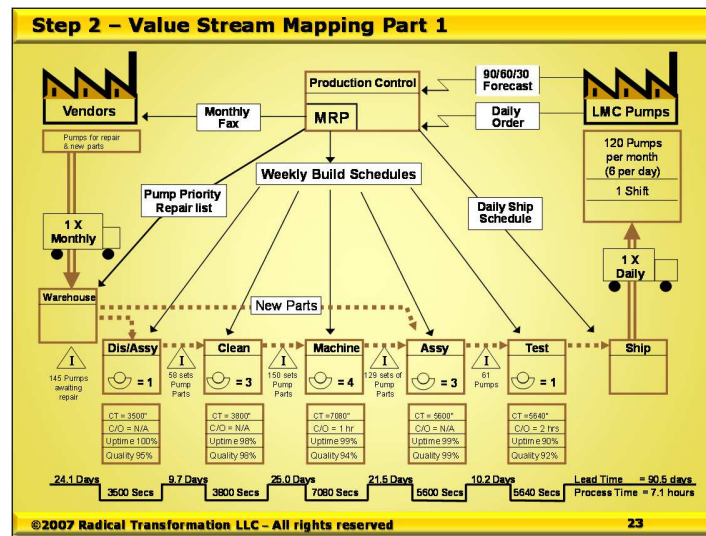 Step 2 – Value Stream Mapping Part 1
Vendors
Pumps for repair
& new parts
Monthly
Fax
Production Control
MRP
90/60/30
Forecast
Daily
Order
LMC Pumps
120 Pumps
per month
(6 per day)
1 Shift
Weekly Build Schedules
Pump Priority
Repair list
Daily Ship
Schedule
1 X
Monthly
1 X
Daily
Warehouse
New Parts
I
145 Pumps
awaiting
repair
Dis/Assy
= 1
I
58 sets
Pump
Parts
Clean
= 3
I
150 sets
Pump
Parts
Machine
= 4
I
129 sets of
Pump
Parts
Assy
= 3
I
61
Pumps
Test
= 1
Ship
CT = 3500"
C/O = N/A
Uptime 100%
Quality 95%
CT = 3800"
C/O = N/A
Uptime 98%
Quality 98%
CT =7080"
C/O = 1 hr
Uptime 99%
Quality 94%
CT = 5600"
C/O = N/A
Uptime 99%
Quality 99%
CT =5640"
C/O = 2 hrs
Uptime 90%
Quality 92%
24.1 Days
3500 Secs
9.7 Days
3800 Secs
25.0 Days
7080 Secs
21.5 Days
5600 Secs
10.2 Days
5640 Secs
Lead Time = 90.5 days
Process Time = 7.1 hours
©2007 Radical Transformation LLC – All rights reserved
23